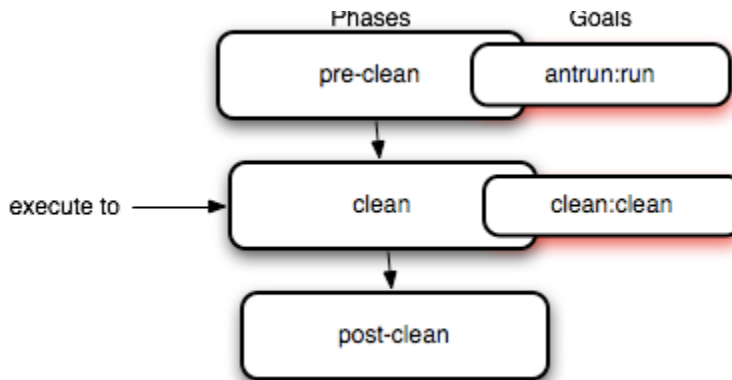 Phases Goals
pre-clean antrun:run
execute to clean clean:clean
post-clean